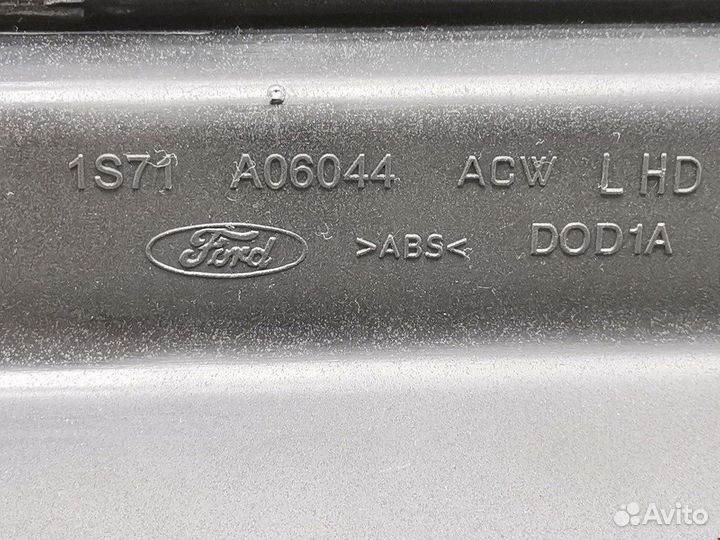 1S71 A06044 ACW LHD
Ford >ABS< DOD1A
Avito